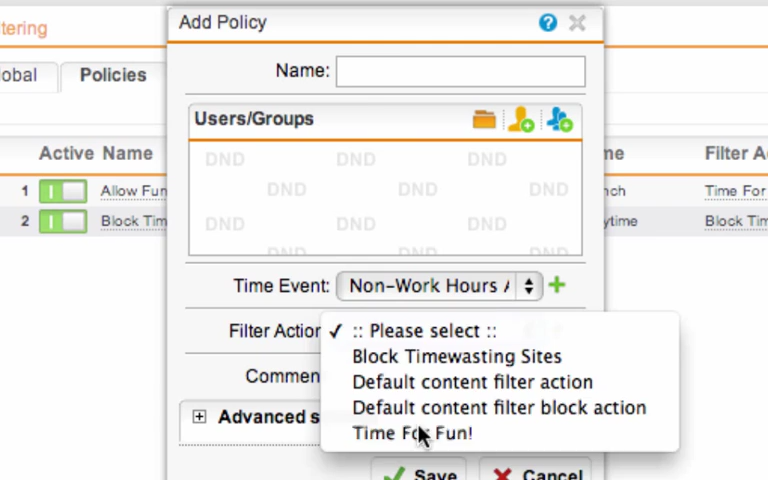 tering
Add Policy
?
obal
Policies
Name:
Users/Groups
DND DND DND
DND DND DND
DND DND DND
DND DND DND
Active Name
me
Filter A
1 Allow Fun
nch
Time For
2 Block Tim
ytime
Block Tim
Time Event: Non-Work Hours /
Filter Action
✓ :: Please select ::
Block Timewasting Sites
Default content filter action
Default content filter block action
Time For Fun!
Commen
Advanced s
Save
Cancel